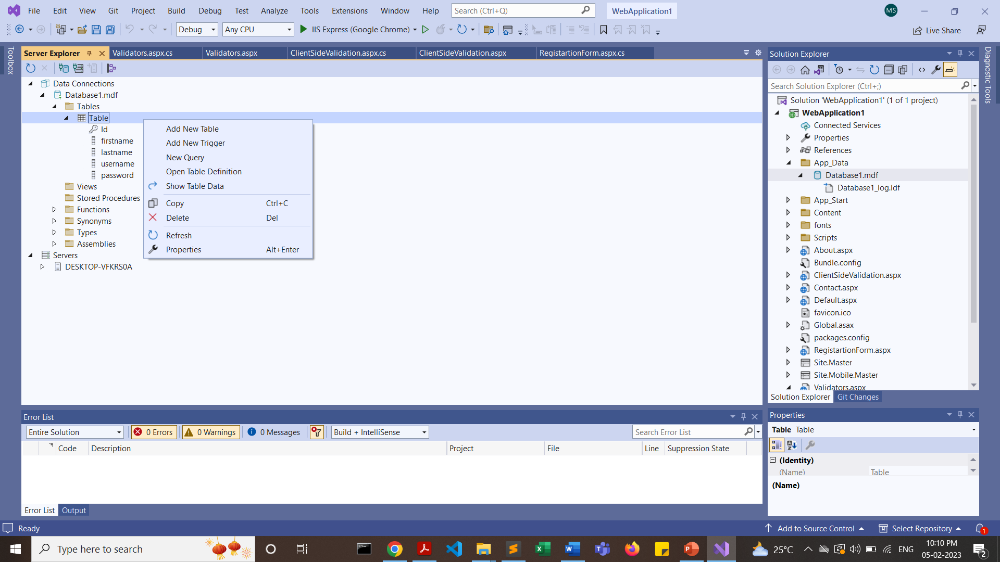 File Edit View Git Project Build Debug Test Analyze Tools Extensions Window Help Search (Ctrl+Q) WebApplication1 MS
Debug Any CPU IIS Express (Google Chrome) Live Share
Toolbox
Server Explorer Validators.aspx.cs Validators.aspx ClientSideValidation.aspx.cs ClientSideValidation.aspx RegistartionForm.aspx.cs
Data Connections
Database1.mdf
Tables
Table
Id
firstname
lastname
username
password
Views
Stored Procedures
Functions
Synonyms
Types
Assemblies
Servers
DESKTOP-VFKRS0A
Add New Table
Add New Trigger
New Query
Open Table Definition
Show Table Data
Copy Ctrl+C
Delete Del
Refresh
Properties Alt+Enter
Solution Explorer
Search Solution Explorer (Ctrl+;)
Solution 'WebApplication1' (1 of 1 project)
WebApplication1
Connected Services
Properties
References
App_Data
Database1.mdf
Database1_log.ldf
App_Start
Content
fonts
Scripts
About.aspx
Bundle.config
ClientSideValidation.aspx
Contact.aspx
Default.aspx
favicon.ico
Global.asax
packages.config
RegistartionForm.aspx
Site.Master
Site.Mobile.Master
Validators.aspx
Solution Explorer Git Changes
Diagnostic Tools
Error List
Entire Solution 0 Errors 0 Warnings 0 Messages Build + IntelliSense Search Error List
Code Description Project File Line Suppression State
Error List Output
Properties
Table Table
(Identity)
(Name) Table
(Name)
Ready Add to Source Control Select Repository 1
Type here to search 25°C ENG 10:10 PM
05-02-2023 2